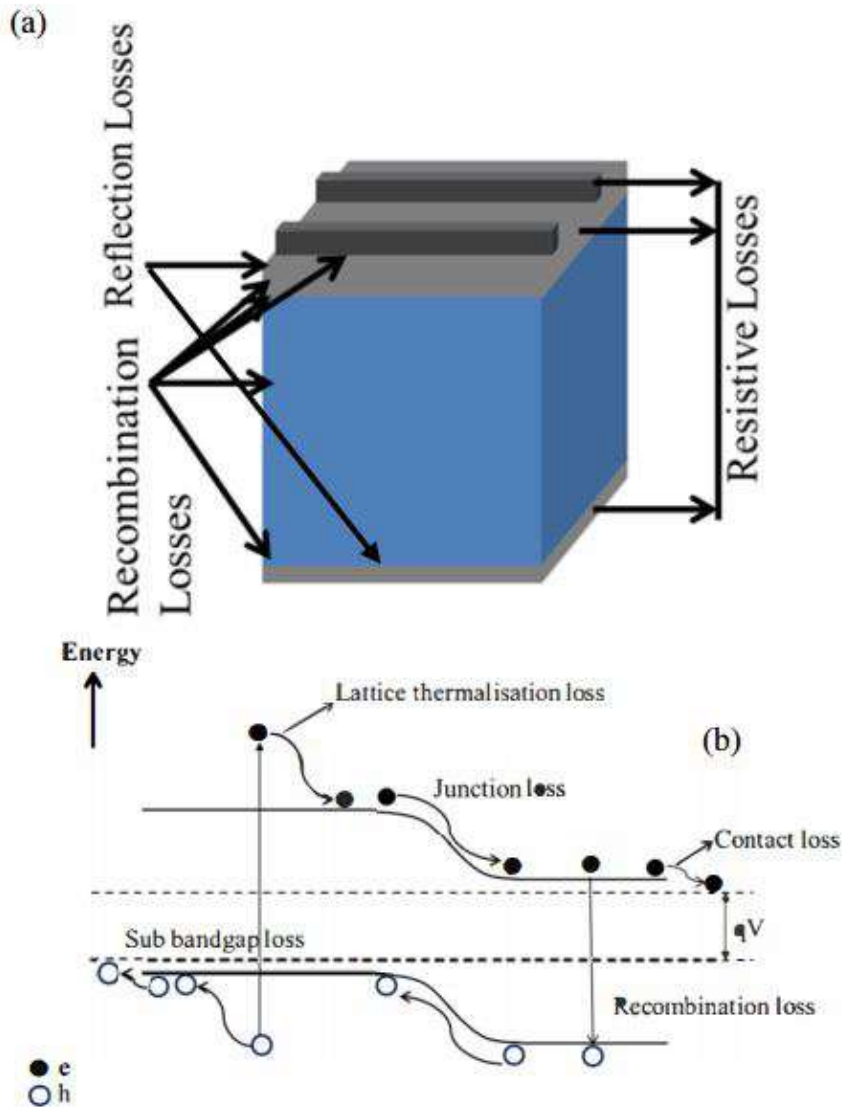 (a)
Reflection Losses
Recombination
Losses
Resistive Losses
Energy
Lattice thermalisation loss
(b)
Junction loss
Contact loss
qV
Sub bandgap loss
Recombination loss
e
h